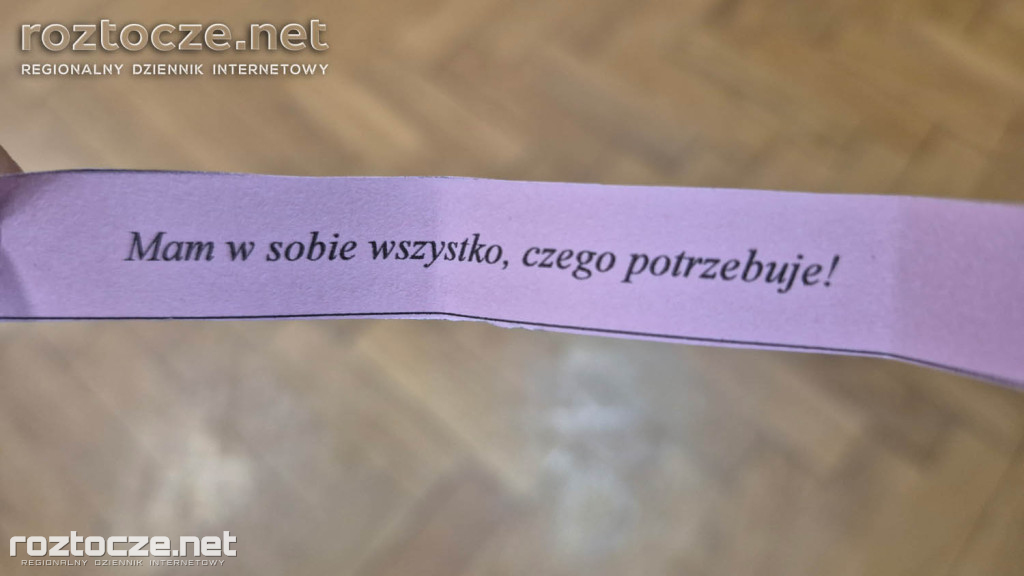 roztocze.net
REGIONALNY DZIENNIK INTERNETOWY
Mam w sobie wszystko, czego potrzebuje!
roztocze.net
REGIONALNY DZIENNIK INTERNETOWY